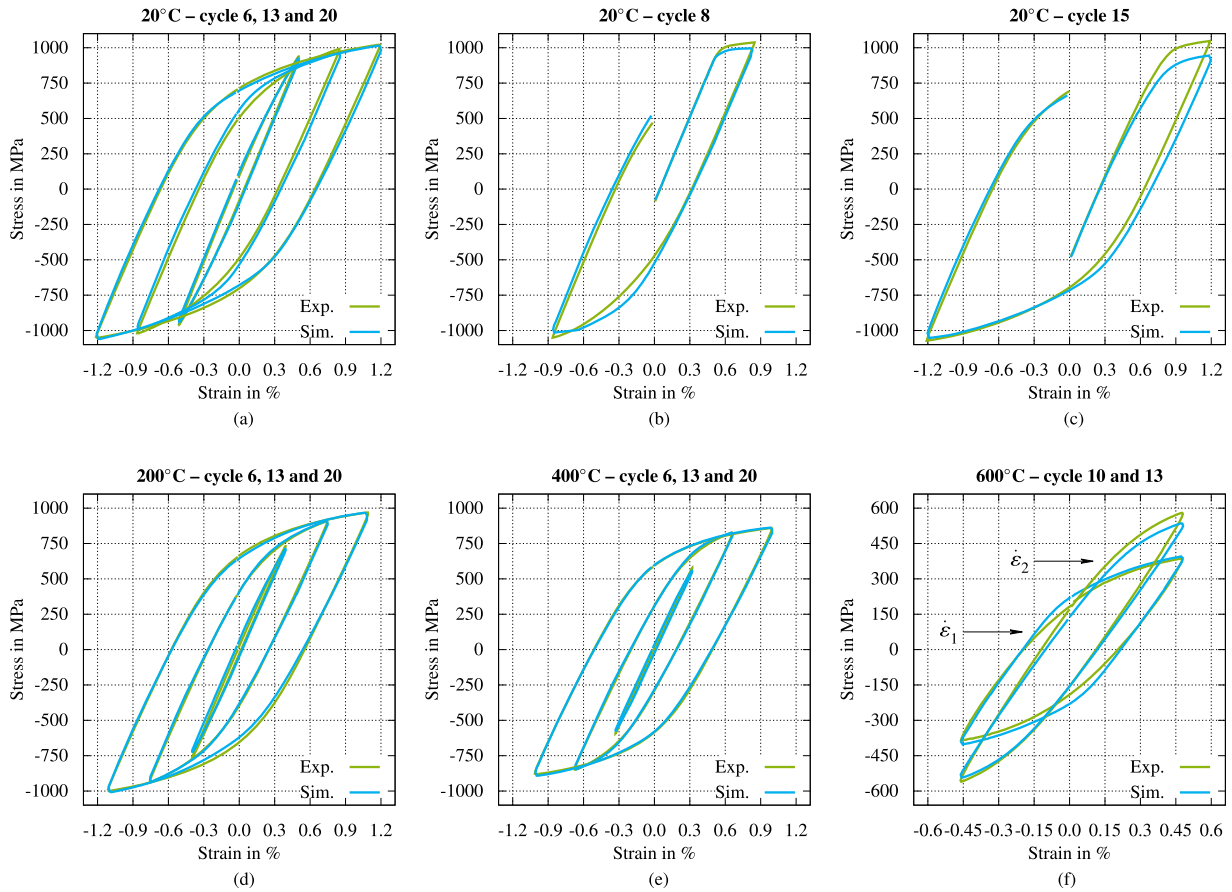 20°C – cycle 6, 13 and 20
1000
750
500
250
0
-250
-500
-750
-1000
Stress in MPa
Exp.
Sim.
-1.2 -0.9 -0.6 -0.3 0.0 0.3 0.6 0.9 1.2
Strain in %
(a)
20°C – cycle 8
1000
750
500
250
0
-250
-500
-750
-1000
Stress in MPa
Exp.
Sim.
-1.2 -0.9 -0.6 -0.3 0.0 0.3 0.6 0.9 1.2
Strain in %
(b)
20°C – cycle 15
1000
750
500
250
0
-250
-500
-750
-1000
Stress in MPa
Exp.
Sim.
-1.2 -0.9 -0.6 -0.3 0.0 0.3 0.6 0.9 1.2
Strain in %
(c)
200°C – cycle 6, 13 and 20
1000
750
500
250
0
-250
-500
-750
-1000
Stress in MPa
Exp.
Sim.
-1.2 -0.9 -0.6 -0.3 0.0 0.3 0.6 0.9 1.2
Strain in %
(d)
400°C – cycle 6, 13 and 20
1000
750
500
250
0
-250
-500
-750
-1000
Stress in MPa
Exp.
Sim.
-1.2 -0.9 -0.6 -0.3 0.0 0.3 0.6 0.9 1.2
Strain in %
(e)
600°C – cycle 10 and 13
600
450
300
150
0
-150
-300
-450
-600
Stress in MPa
ε̇₂
ε̇₁
Exp.
Sim.
-0.6 -0.45 -0.3 -0.15 0.0 0.15 0.3 0.45 0.6
Strain in %
(f)